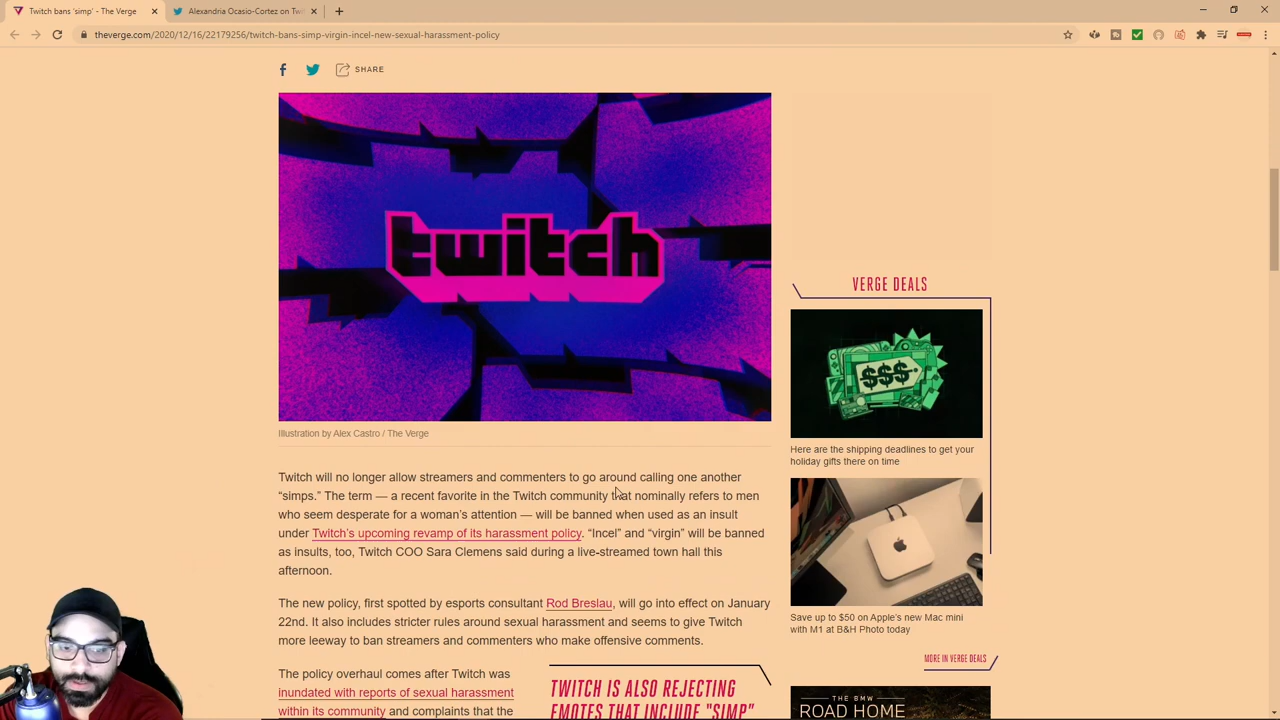 Twitch bans 'simp' - The Verge
Alexandria Ocasio-Cortez on Twi
theverge.com/2020/12/16/22179256/twitch-bans-simp-virgin-incel-new-sexual-harassment-policy
SHARE
twitch
Illustration by Alex Castro / The Verge
Twitch will no longer allow streamers and commenters to go around calling one another
“simps.” The term — a recent favorite in the Twitch community that nominally refers to men
who seem desperate for a woman’s attention — will be banned when used as an insult
under Twitch’s upcoming revamp of its harassment policy. “Incel” and “virgin” will be banned
as insults, too, Twitch COO Sara Clemens said during a live-streamed town hall this
afternoon.
The new policy, first spotted by esports consultant Rod Breslau, will go into effect on January
22nd. It also includes stricter rules around sexual harassment and seems to give Twitch
more leeway to ban streamers and commenters who make offensive comments.
The policy overhaul comes after Twitch was
inundated with reports of sexual harassment
within its community and complaints that the
TWITCH IS ALSO REJECTING
EMOTES THAT INCLUDE "SIMP"
VERGE DEALS
$$$
Here are the shipping deadlines to get your
holiday gifts there on time
Save up to $50 on Apple’s new Mac mini
with M1 at B&H Photo today
MORE IN VERGE DEALS
THE BMW
ROAD HOME